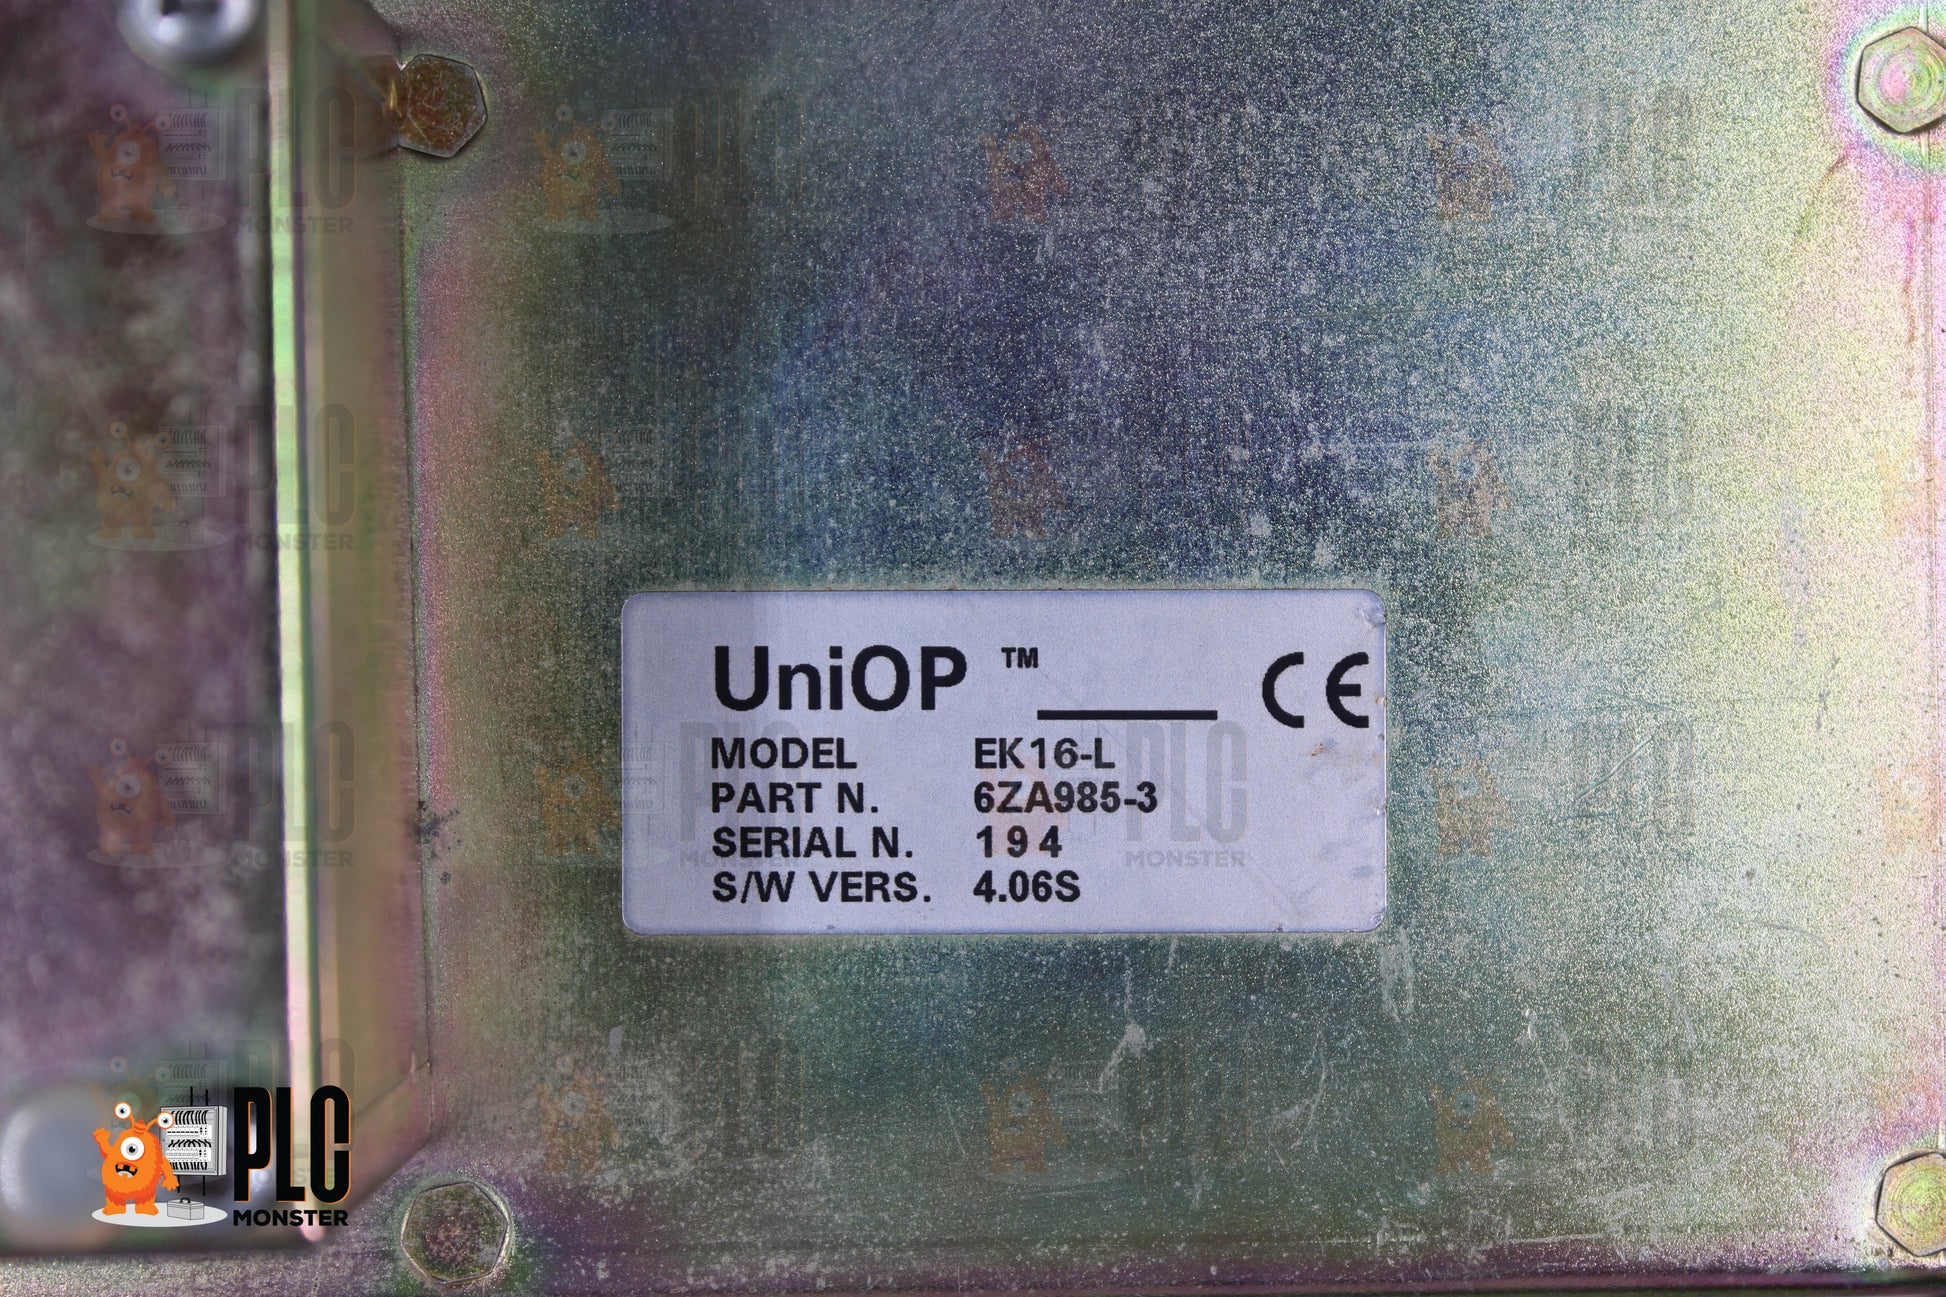 UniOP ™ CE
MODEL EK16-L
PART N. 6ZA985-3
SERIAL N. 194
S/W VERS. 4.06S
PLC
MONSTER